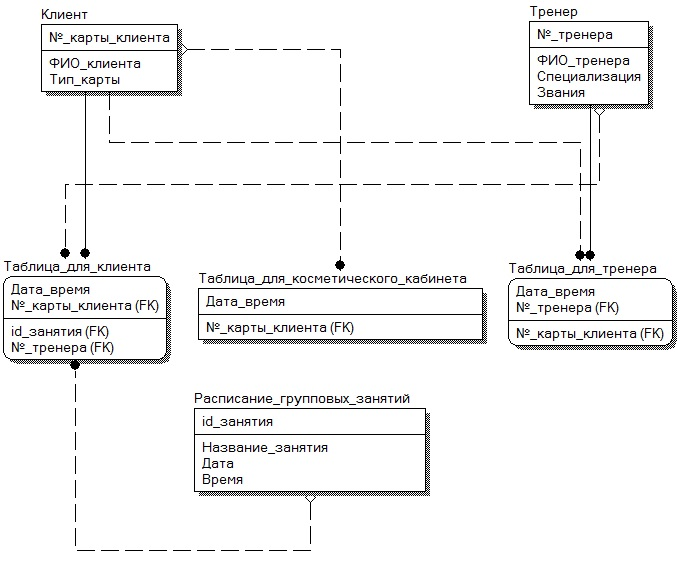 Клиент
№_карты_клиента
ФИО_клиента
Тип_карты
Тренер
№_тренера
ФИО_тренера
Специализация
Звания
Таблица_для_клиента
Дата_время
№_карты_клиента (FK)
id_занятия (FK)
№_тренера (FK)
Таблица_для_косметического_кабинета
Дата_время
№_карты_клиента (FK)
Таблица_для_тренера
Дата_время
№_тренера (FK)
№_карты_клиента (FK)
Расписание_групповых_занятий
id_занятия
Название_занятия
Дата
Время